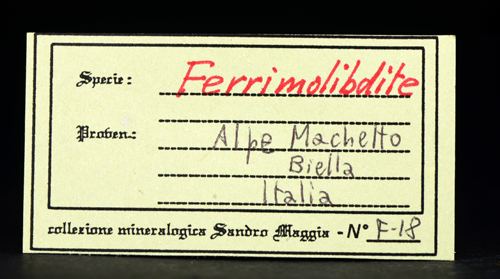 Specie: Ferrimolibdite
Proven.: Alpe Machetto
Biella
Italia
collezione mineralogica Sandro Maggia - N° F-18